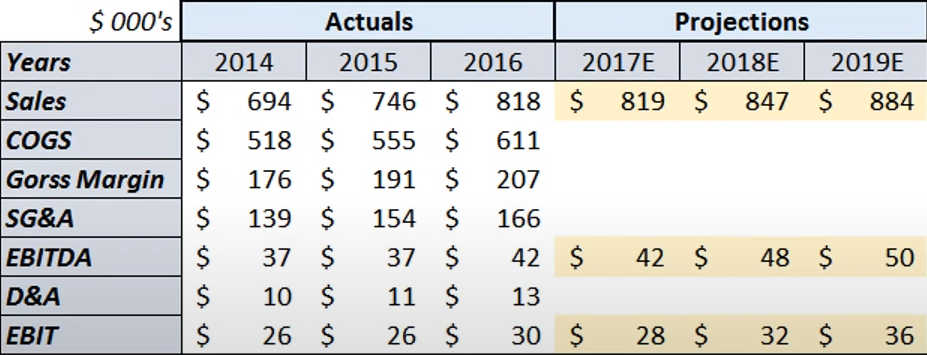 $ 000's Actuals Projections
Years 2014 2015 2016 2017E 2018E 2019E
Sales $ 694 $ 746 $ 818 $ 819 $ 847 $ 884
COGS $ 518 $ 555 $ 611
Gorss Margin $ 176 $ 191 $ 207
SG&A $ 139 $ 154 $ 166
EBITDA $ 37 $ 37 $ 42 $ 42 $ 48 $ 50
D&A $ 10 $ 11 $ 13
EBIT $ 26 $ 26 $ 30 $ 28 $ 32 $ 36